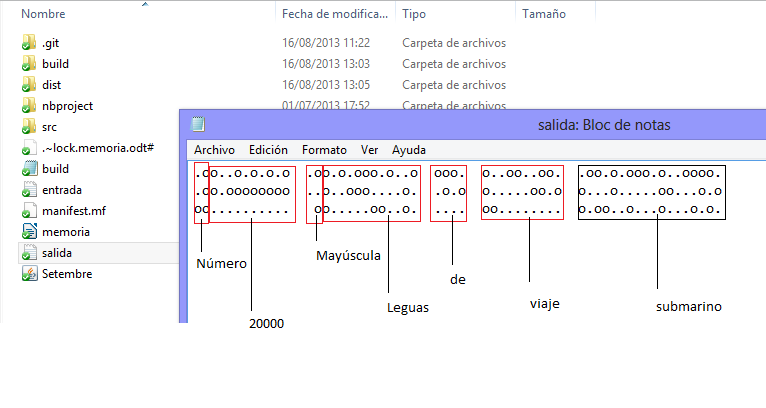 Nombre Fecha de modifica... Tipo Tamaño
.git 16/08/2013 11:22 Carpeta de archivos
build 16/08/2013 13:03 Carpeta de archivos
dist 16/08/2013 13:05 Carpeta de archivos
nbproject 01/07/2013 17:52 Carpeta de archivos
src
.~lock.memoria.odt#
build
entrada
manifest.mf
memoria
salida
Setembre
salida: Bloc de notas
Archivo Edición Formato Ver Ayuda
.oo..o.o.o.o .oo.o.ooo.o..o ooo. o..oo..oo. .oo.o.ooo.o..oooo.
.oo.oooooooo ..o..ooo....o. .o.o o.o...oo.o o...o.....ooo..o.o
oo.......... .oo.....oo..o. .... oo........ o.oo..o...o...o.o.
Número
20000
Mayúscula
Leguas
de
viaje
submarino